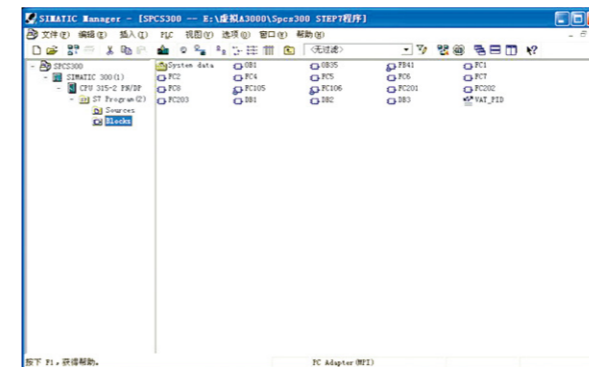 SIMATIC Manager - [SPCS300 -- E:\虚拟A3000\Spcs300 STEP7程序]
文件(F) 编辑(E) 插入(I) PLC 视图(V) 选项(O) 窗口(W) 帮助(H)
<无过滤>
SPCS300
SIMATIC 300(1)
CPU 315-2 PN/DP
S7 Program(2)
Sources
Blocks
System data OB1 OB35 FB41 FC1
FC2 FC4 FC5 FC6 FC7
FC8 FC105 FC106 FC201 FC202
FC203 DB1 DB2 DB3 VAT_PID
按下 F1，获得帮助。 PC Adapter(MPI)